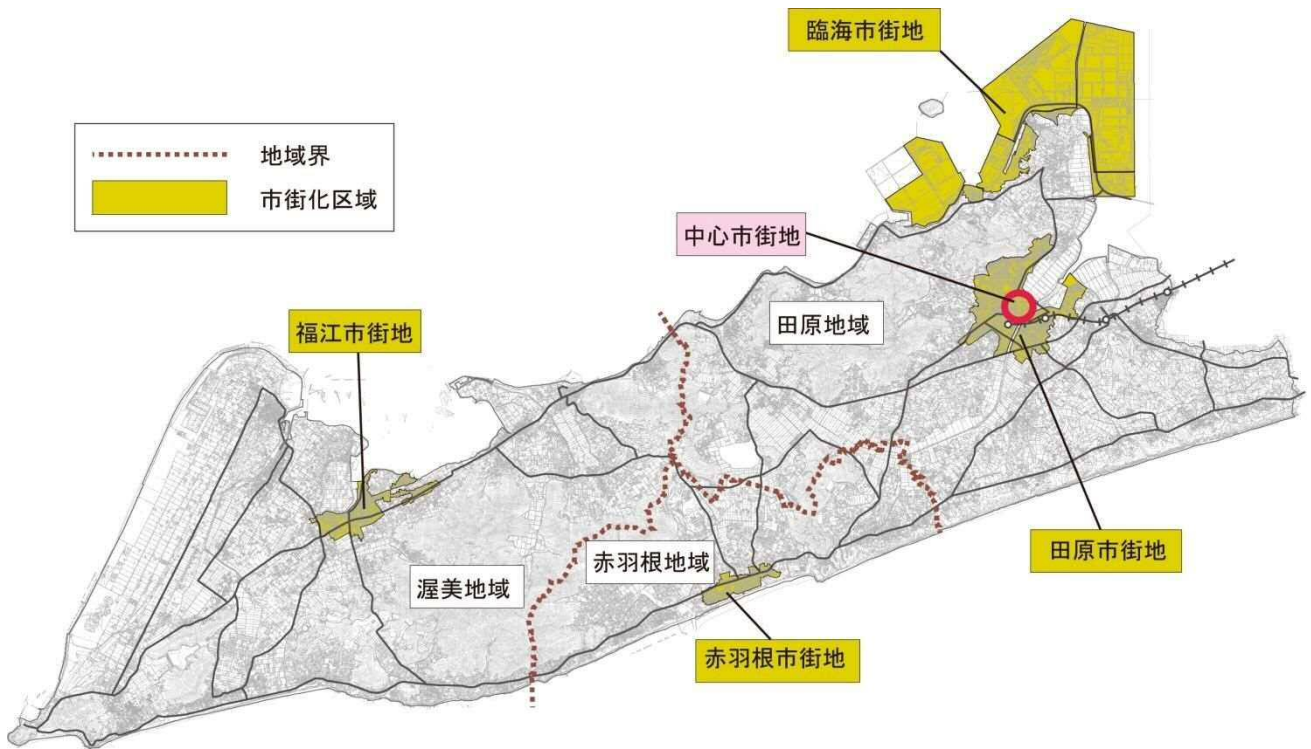 臨海市街地
地域界
市街化区域
中心市街地
田原地域
福江市街地
田原市街地
赤羽根地域
渥美地域
赤羽根市街地